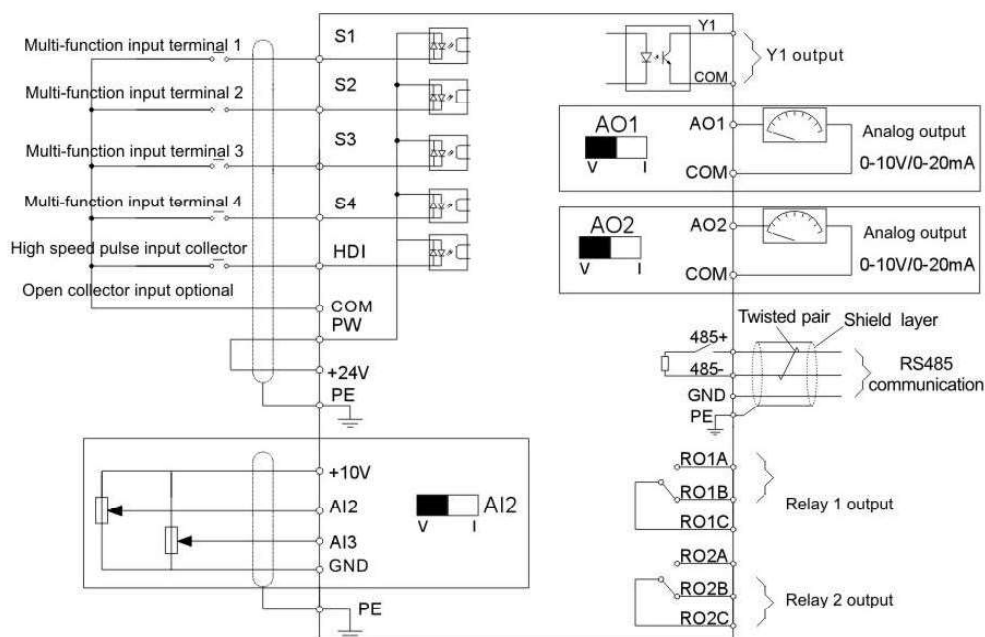 Multi-function input terminal 1
S1
Multi-function input terminal 2
S2
Multi-function input terminal 3
S3
Multi-function input terminal 4
S4
High speed pulse input collector
HDI
Open collector input optional
COM
PW
+24V
PE
+10V
AI2
AI3
GND
PE
AI2
V I
Y1
COM
Y1 output
AO1
V I
AO1
COM
Analog output
0-10V/0-20mA
AO2
V I
AO2
COM
Analog output
0-10V/0-20mA
Twisted pair
Shield layer
485+
485-
GND
PE
RS485
communication
RO1A
RO1B
RO1C
Relay 1 output
RO2A
RO2B
RO2C
Relay 2 output